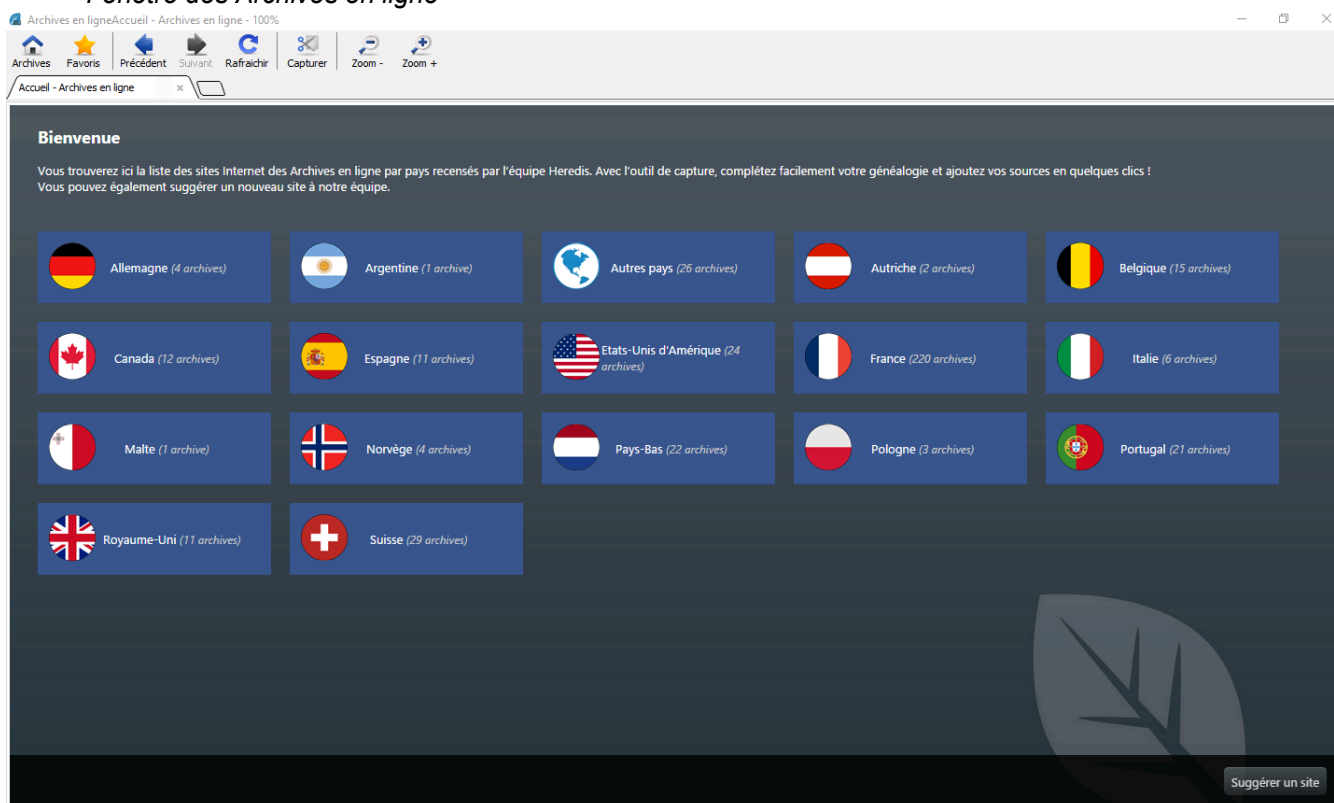 Fenêtre des Archives en ligne
Archives en ligneAccueil - Archives en ligne - 100%
Archives Favoris Précédent Suivant Rafraichir Capturer Zoom - Zoom +
Accueil - Archives en ligne
Bienvenue
Vous trouverez ici la liste des sites Internet des Archives en ligne par pays recensés par l'équipe Heredis. Avec l'outil de capture, complétez facilement votre généalogie et ajoutez vos sources en quelques clics !
Vous pouvez également suggérer un nouveau site à notre équipe.
Allemagne (4 archives)
Argentine (1 archive)
Autres pays (26 archives)
Autriche (2 archives)
Belgique (15 archives)
Canada (12 archives)
Espagne (11 archives)
Etats-Unis d'Amérique (24
archives)
France (220 archives)
Italie (6 archives)
Malte (1 archive)
Norvège (4 archives)
Pays-Bas (22 archives)
Pologne (3 archives)
Portugal (21 archives)
Royaume-Uni (11 archives)
Suisse (29 archives)
Suggérer un site